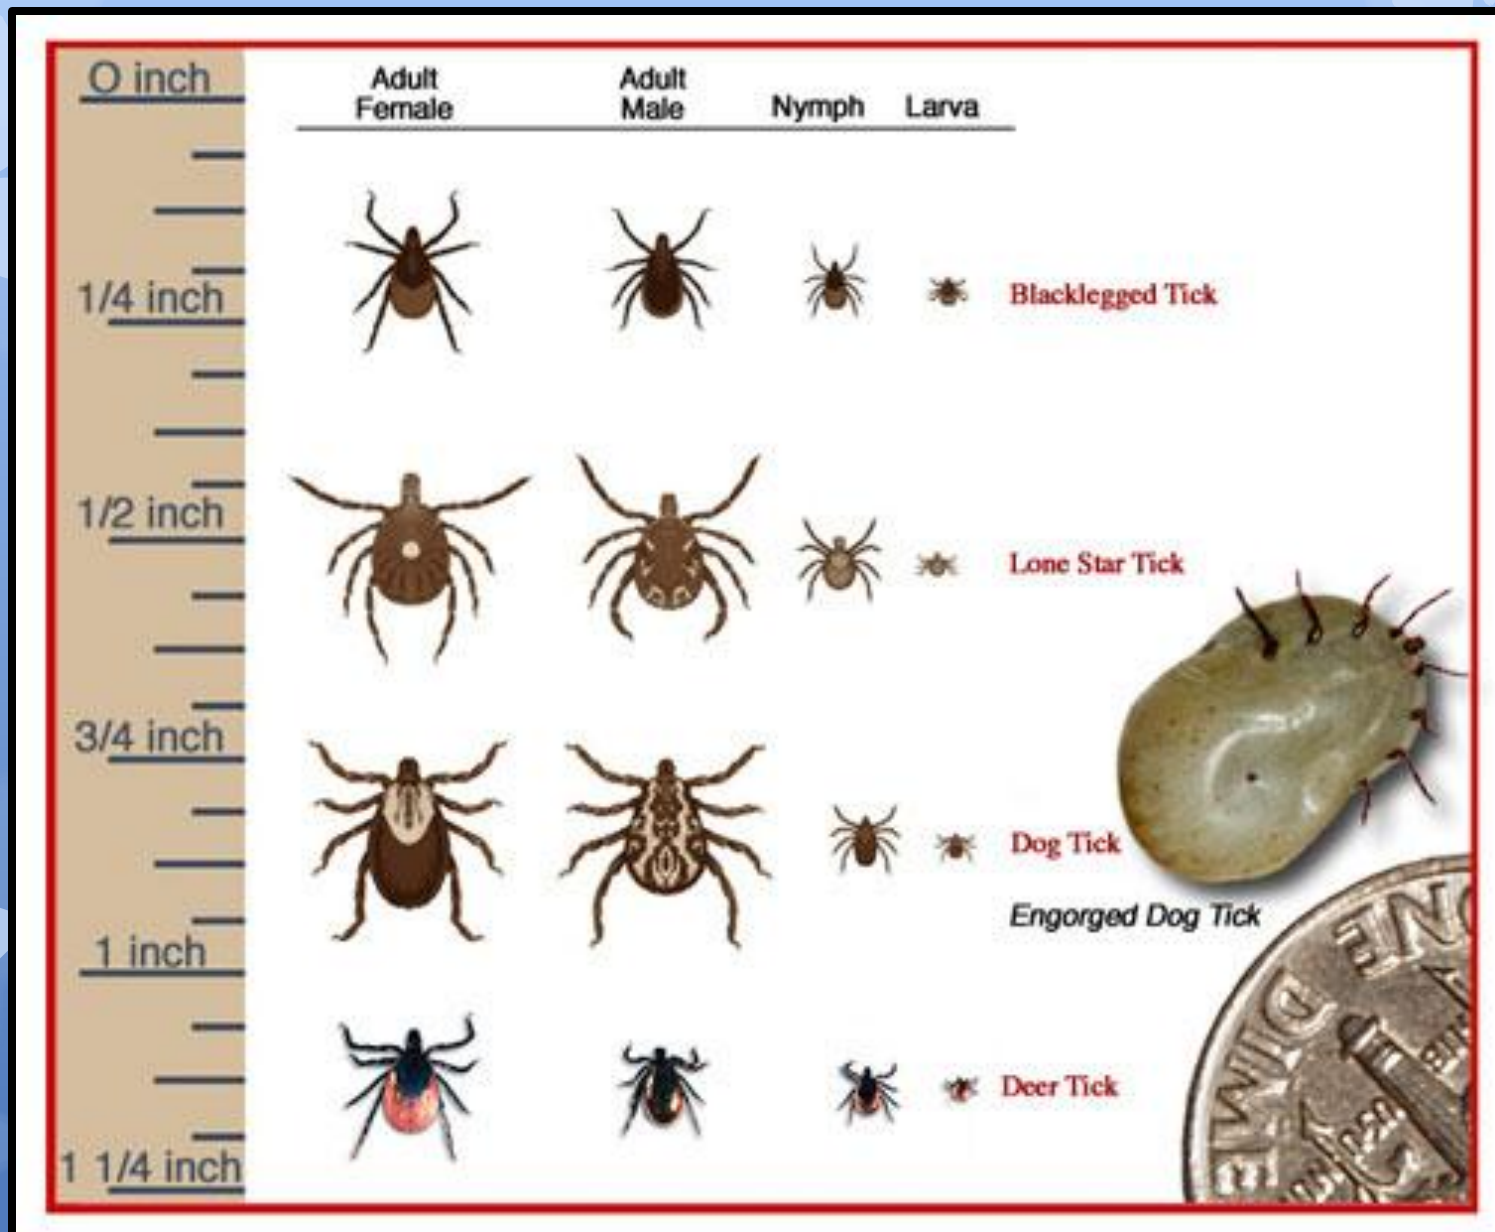 O inch
1/4 inch
1/2 inch
3/4 inch
1 inch
1 1/4 inch
Adult
Female
Adult
Male
Nymph
Larva
Blacklegged Tick
Lone Star Tick
Dog Tick
Engorged Dog Tick
Deer Tick
ONE DIME